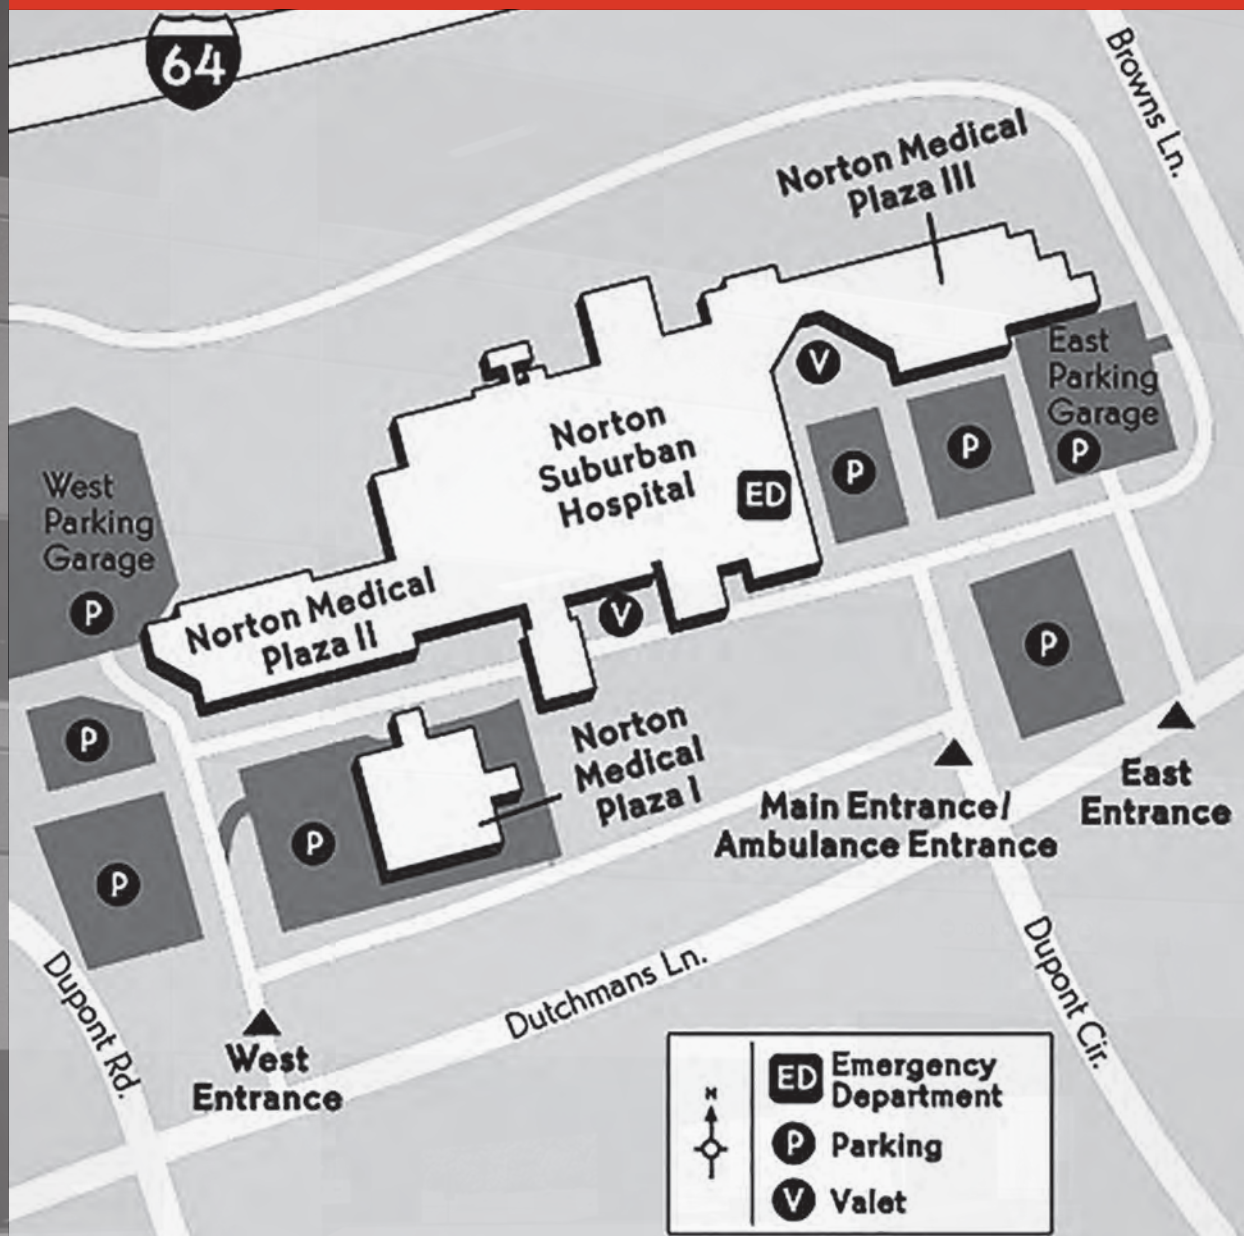 64
Browns Ln.
Norton Medical
Plaza III
V
East
Parking
Garage
P
P
P
Norton
Suburban
Hospital
ED
West
Parking
Garage
P
Norton Medical
Plaza II
V
P
P
Norton
Medical
Plaza I
P
P
P
Main Entrance/
Ambulance Entrance
East
Entrance
Dupont Rd.
Dutchmans Ln.
Dupont Cir.
West
Entrance
N
ED Emergency
Department
P Parking
V Valet